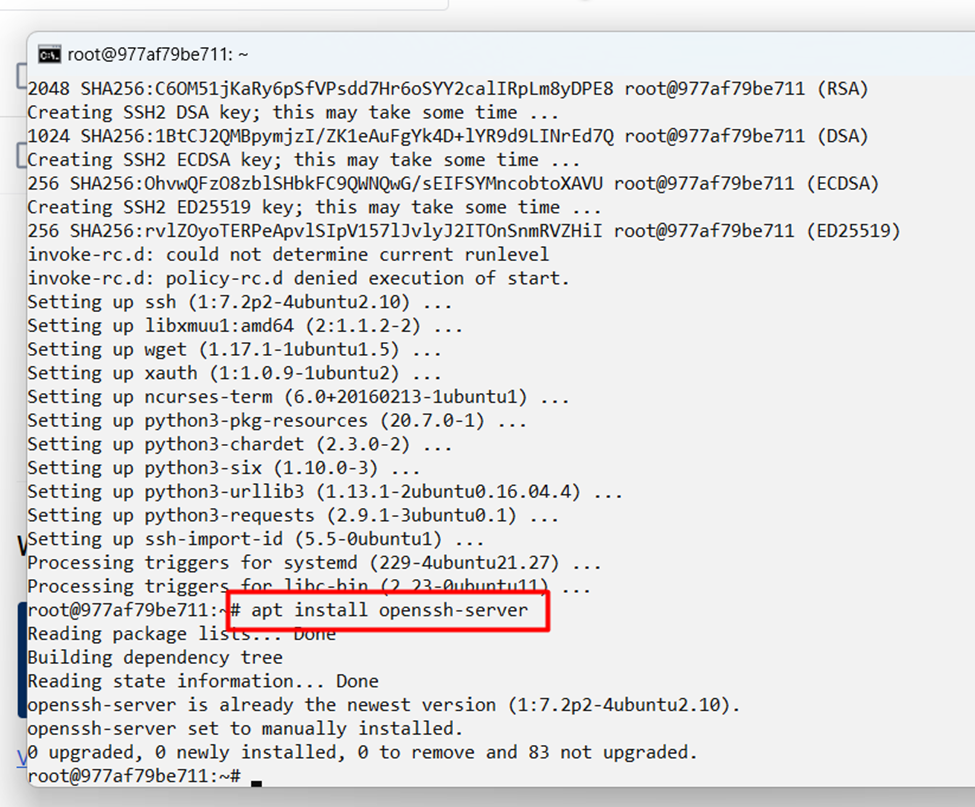 root@977af79be711: ~
2048 SHA256:C6OM51jKaRy6pSfVPsdd7Hr6oSYY2calIRpLm8yDPE8 root@977af79be711 (RSA)
Creating SSH2 DSA key; this may take some time ...
1024 SHA256:1BtCJ2QMBpymjzI/ZK1eAuFgYk4D+lYR9d9LINrEd7Q root@977af79be711 (DSA)
Creating SSH2 ECDSA key; this may take some time ...
256 SHA256:OhvwQFzO8zblSHbkFC9QWNQwG/sEIFSYMncobtoXAVU root@977af79be711 (ECDSA)
Creating SSH2 ED25519 key; this may take some time ...
256 SHA256:rvlZOyoTERPeApvlSIpV157lJvlyJ2ITOnSnmRVZHiI root@977af79be711 (ED25519)
invoke-rc.d: could not determine current runlevel
invoke-rc.d: policy-rc.d denied execution of start.
Setting up ssh (1:7.2p2-4ubuntu2.10) ...
Setting up libxmuu1:amd64 (2:1.1.2-2) ...
Setting up wget (1.17.1-1ubuntu1.5) ...
Setting up xauth (1:1.0.9-1ubuntu2) ...
Setting up ncurses-term (6.0+20160213-1ubuntu1) ...
Setting up python3-pkg-resources (20.7.0-1) ...
Setting up python3-chardet (2.3.0-2) ...
Setting up python3-six (1.10.0-3) ...
Setting up python3-urllib3 (1.13.1-2ubuntu0.16.04.4) ...
Setting up python3-requests (2.9.1-3ubuntu0.1) ...
Setting up ssh-import-id (5.5-0ubuntu1) ...
Processing triggers for systemd (229-4ubuntu21.27) ...
Processing triggers for libc-bin (2.23-0ubuntu11) ...
root@977af79be711:~# apt install openssh-server
Reading package lists... Done
Building dependency tree
Reading state information... Done
openssh-server is already the newest version (1:7.2p2-4ubuntu2.10).
openssh-server set to manually installed.
0 upgraded, 0 newly installed, 0 to remove and 83 not upgraded.
root@977af79be711:~#